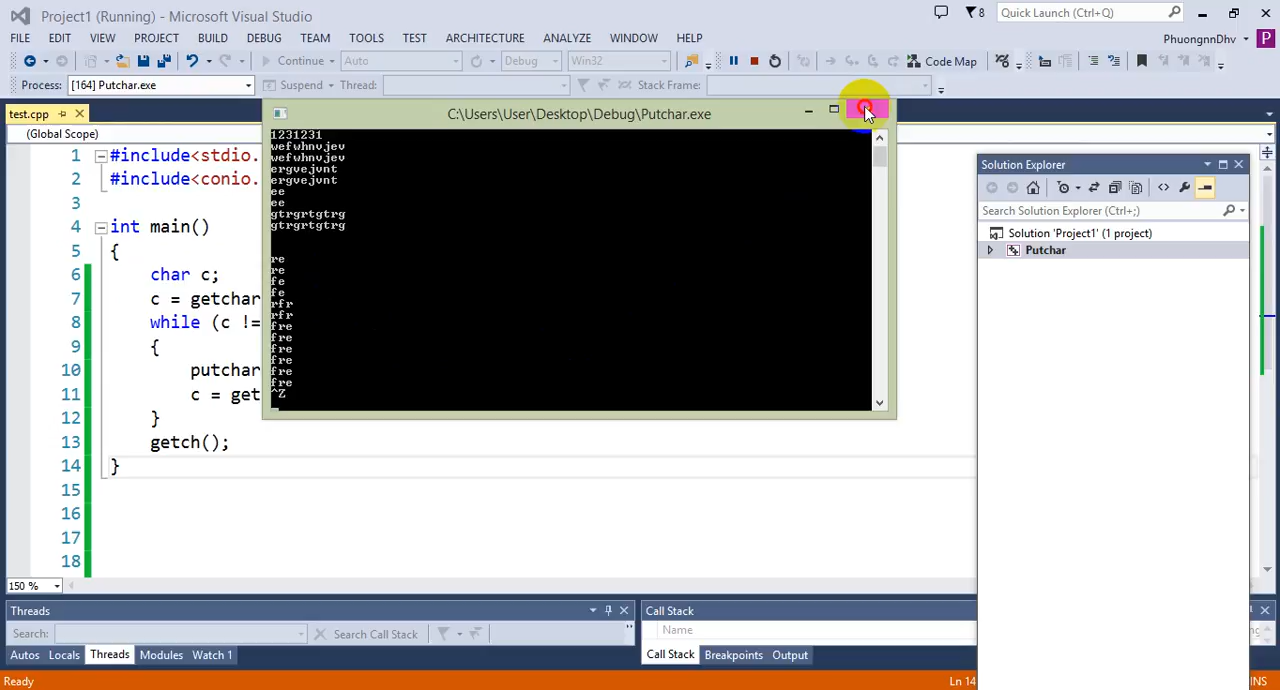 Project1 (Running) - Microsoft Visual Studio
8
Quick Launch (Ctrl+Q)
FILE EDIT VIEW PROJECT BUILD DEBUG TEAM TOOLS TEST ARCHITECTURE ANALYZE WINDOW HELP
PhuongnnDhv P
Continue Auto Debug Win32 Code Map
Process: [164] Putchar.exe Suspend Thread: Stack Frame:
test.cpp
(Global Scope)
C:\Users\User\Desktop\Debug\Putchar.exe
1231231
wefwhnvjev
wefwhnvjev
ergvejvnt
ergvejvnt
ee
ee
gtrgrtgtrg
gtrgrtgtrg
re
re
fe
fe
rfr
rfr
fre
fre
fre
fre
fre
fre
^Z
1 #include<stdio.
2 #include<conio.
3
4 int main()
5 {
6 char c;
7 c = getchar
8 while (c !=
9 {
10 putchar
11 c = get
12 }
13 getch();
14 }
15
16
17
18
150 %
Solution Explorer
Search Solution Explorer (Ctrl+;)
Solution 'Project1' (1 project)
Putchar
Threads
Search: Search Call Stack
Autos Locals Threads Modules Watch 1
Call Stack
Name
Call Stack Breakpoints Output
Ready
Ln 14
INS